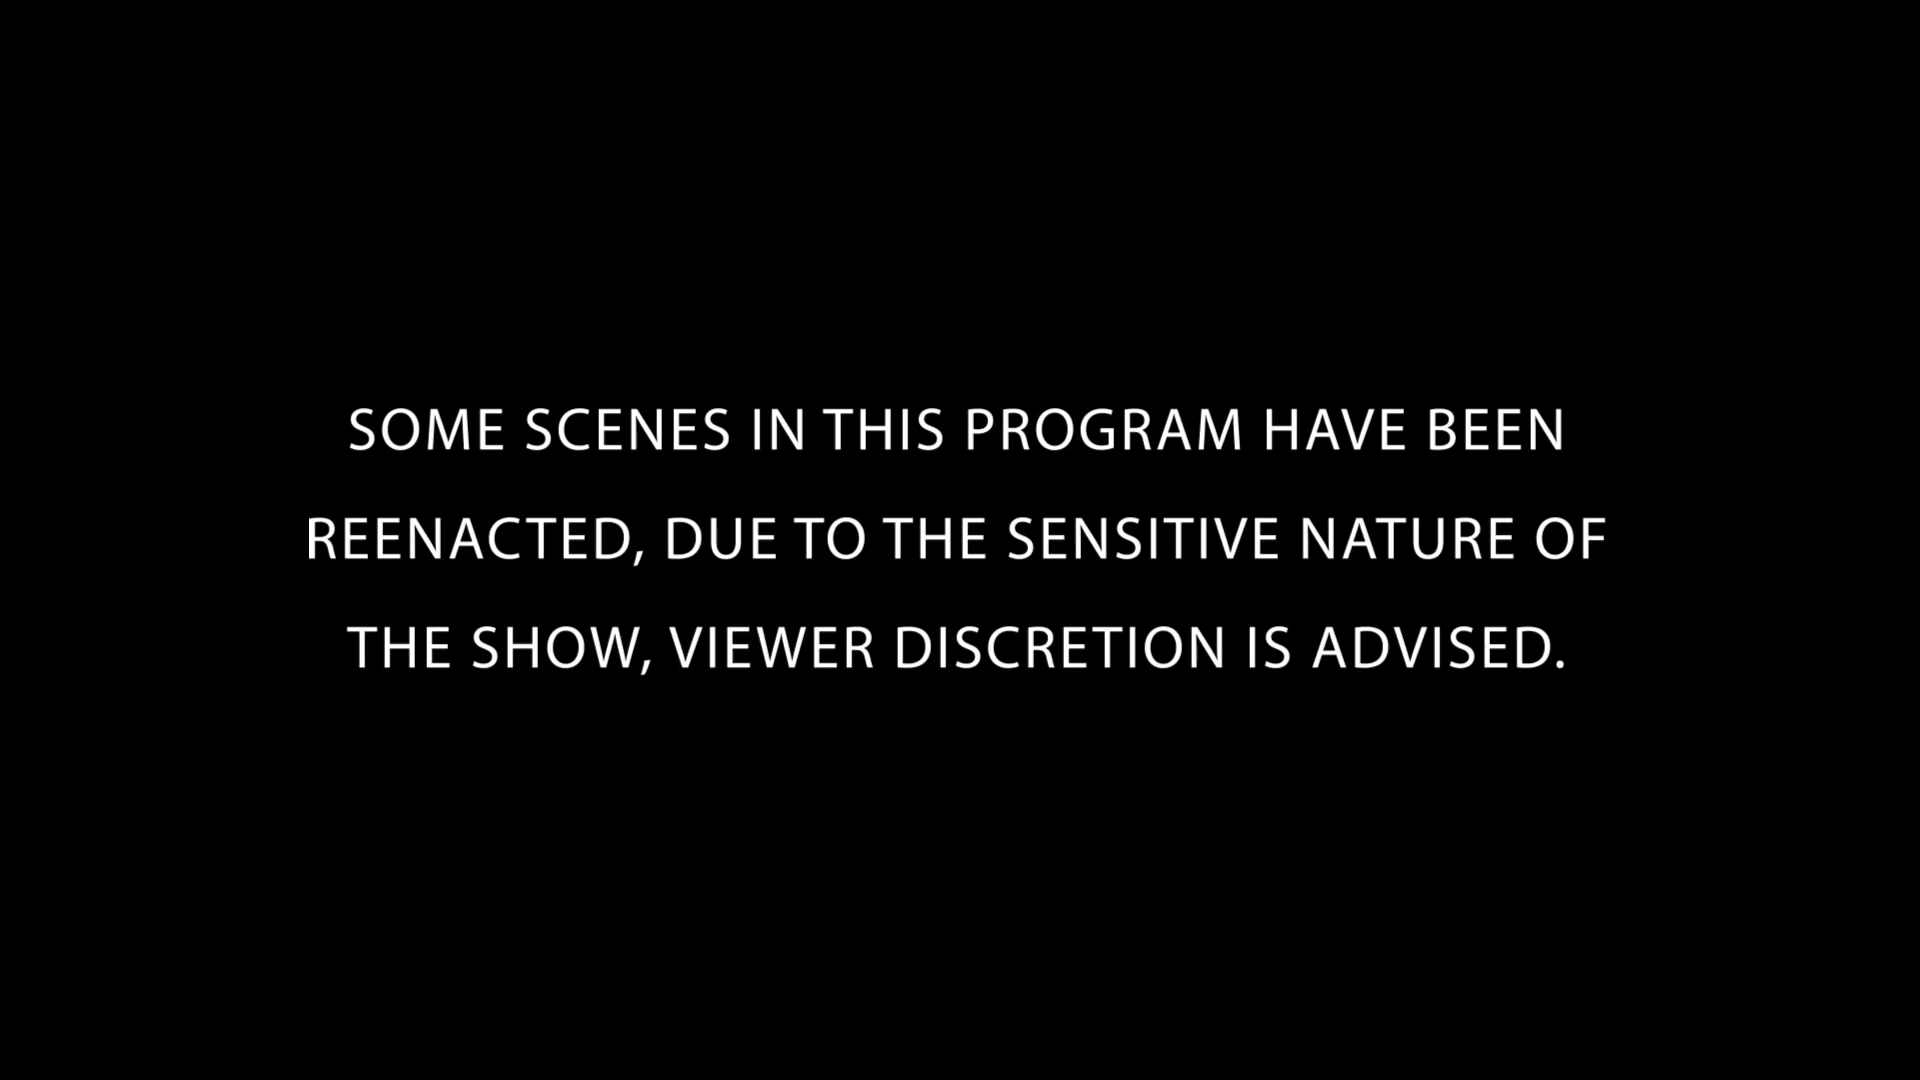 SOME SCENES IN THIS PROGRAM HAVE BEEN
REENACTED, DUE TO THE SENSITIVE NATURE OF
THE SHOW, VIEWER DISCRETION IS ADVISED.